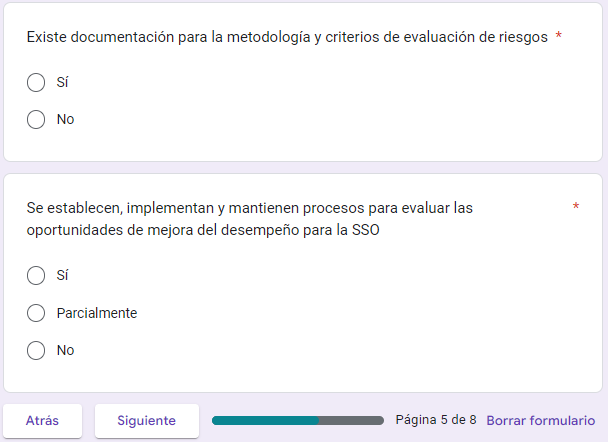 Existe documentación para la metodología y criterios de evaluación de riesgos *
Sí
No
Se establecen, implementan y mantienen procesos para evaluar las *
oportunidades de mejora del desempeño para la SSO
Sí
Parcialmente
No
Atrás Siguiente Página 5 de 8 Borrar formulario